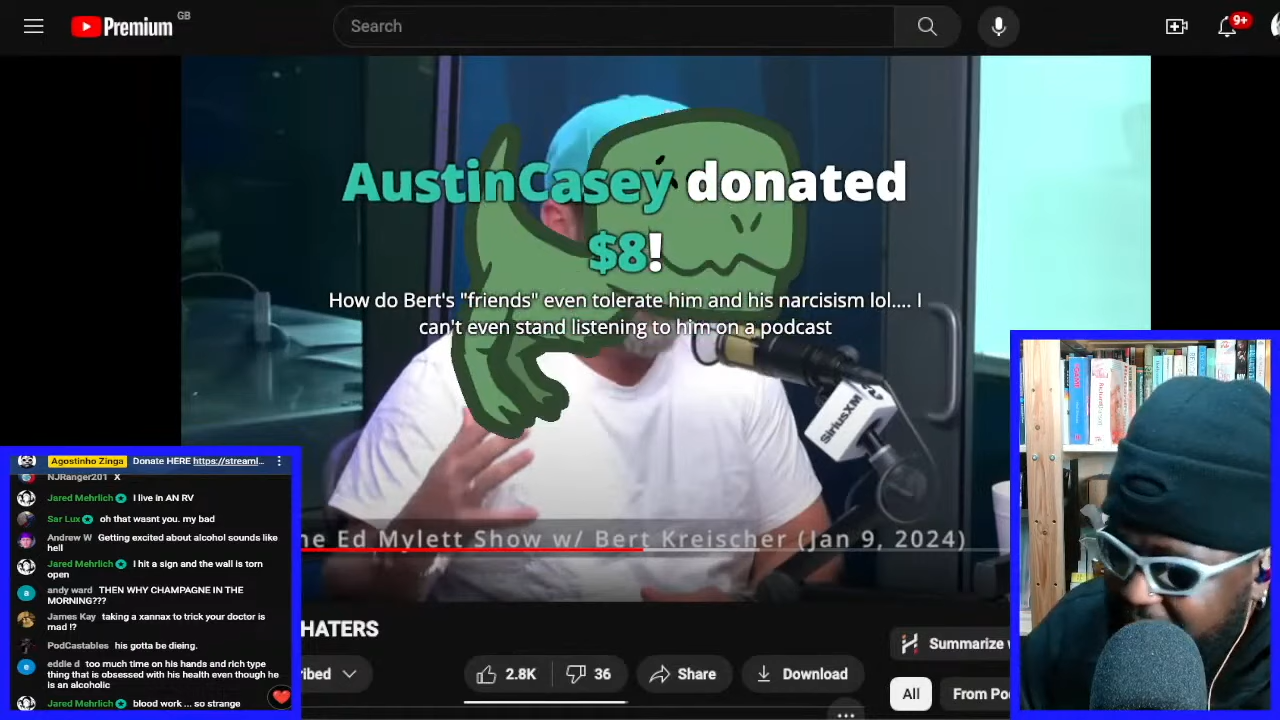 Premium GB
Search
9+
AustinCasey donated
$8!
How do Bert's "friends" even tolerate him and his narcisism lol.... I
can't even stand listening to him on a podcast
SiriusXM
he Ed Mylett Show w/ Bert Kreischer (Jan 9, 2024)
HATERS
ribed
2.8K
36
Share
Download
Summarize
All
From Po
Agostinho Zinga Donate HERE https://streaml...
NJRanger201 X
Jared Mehrlich I live in AN RV
Sar Lux oh that wasnt you. my bad
Andrew W Getting excited about alcohol sounds like
hell
Jared Mehrlich I hit a sign and the wall is torn
open
andy ward THEN WHY CHAMPAGNE IN THE
MORNING???
James Kay taking a xannax to trick your doctor is
mad !?
PodCastables his gotta be dieing.
eddie d too much time on his hands and rich type
thing that is obsessed with his health even though he
is an alcoholic
Jared Mehrlich blood work ... so strange